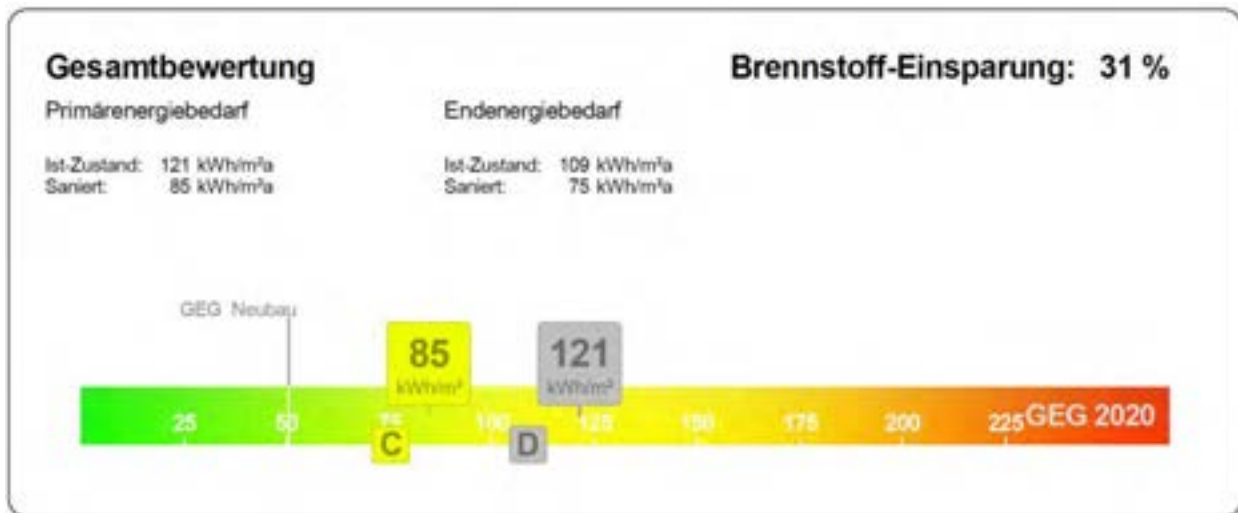 Gesamtbewertung
Brennstoff-Einsparung: 31 %
Primärenergiebedarf
Endenergiebedarf
Ist-Zustand: 121 kWh/m²a
Saniert: 85 kWh/m²a
Ist-Zustand: 109 kWh/m²a
Saniert: 75 kWh/m²a
GEG Neubau
85
kWh/m²
121
kWh/m²
25 50 75 100 125 150 175 200 225 GEG 2020
C
D